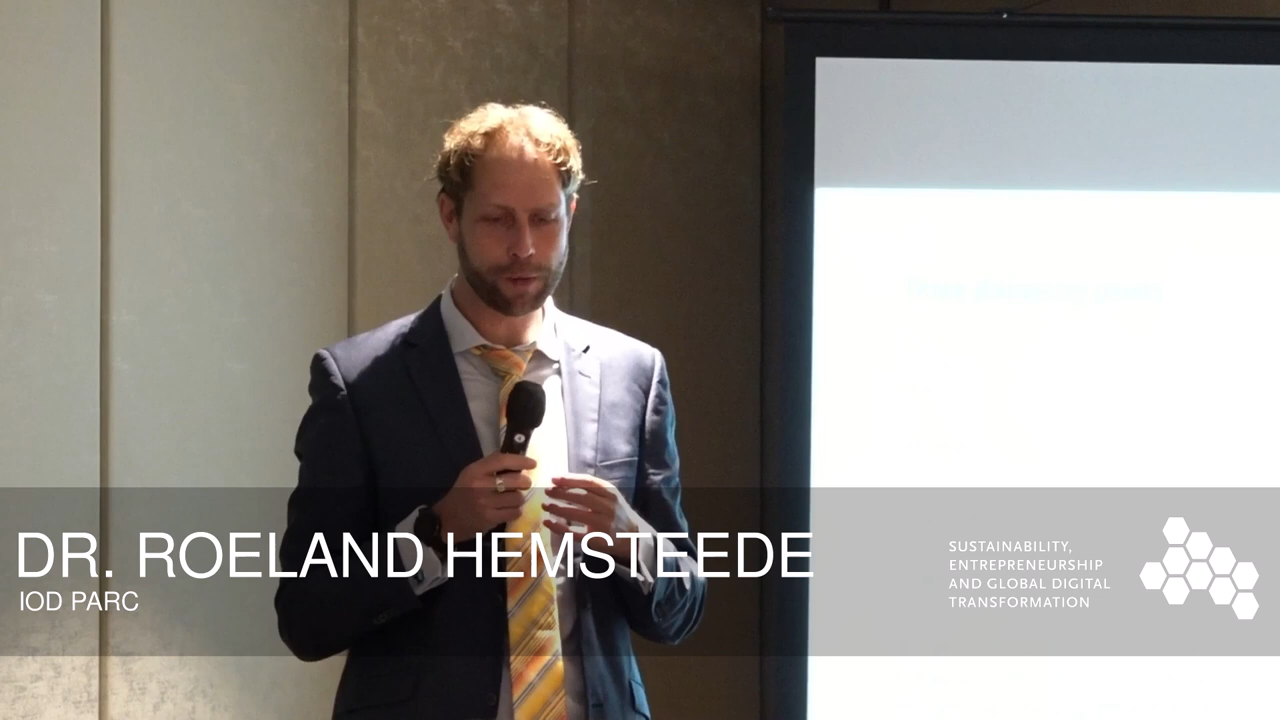 DR. ROELAND HEMSTEEDE
IOD PARC
SUSTAINABILITY,
ENTREPRENEURSHIP
AND GLOBAL DIGITAL
TRANSFORMATION